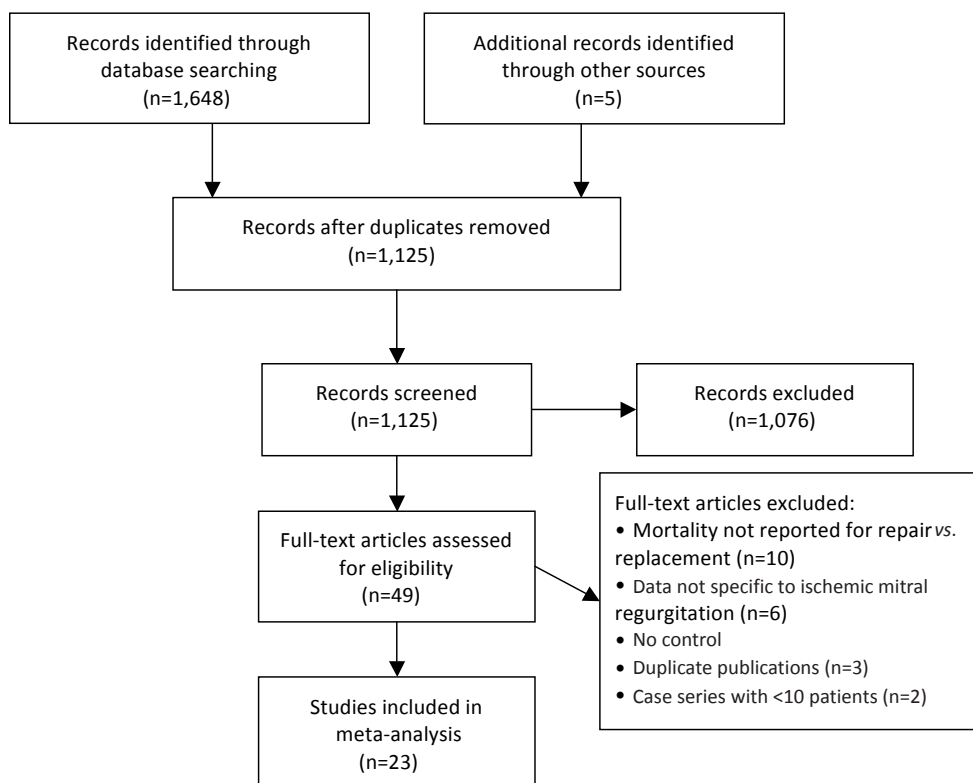 Records identified through
database searching
(n=1,648)
Additional records identified
through other sources
(n=5)
Records after duplicates removed
(n=1,125)
Records screened
(n=1,125)
Records excluded
(n=1,076)
Full-text articles assessed
for eligibility
(n=49)
Full-text articles excluded:
• Mortality not reported for repair vs.
replacement (n=10)
• Data not specific to ischemic mitral
regurgitation (n=6)
• No control
• Duplicate publications (n=3)
• Case series with <10 patients (n=2)
Studies included in
meta-analysis
(n=23)